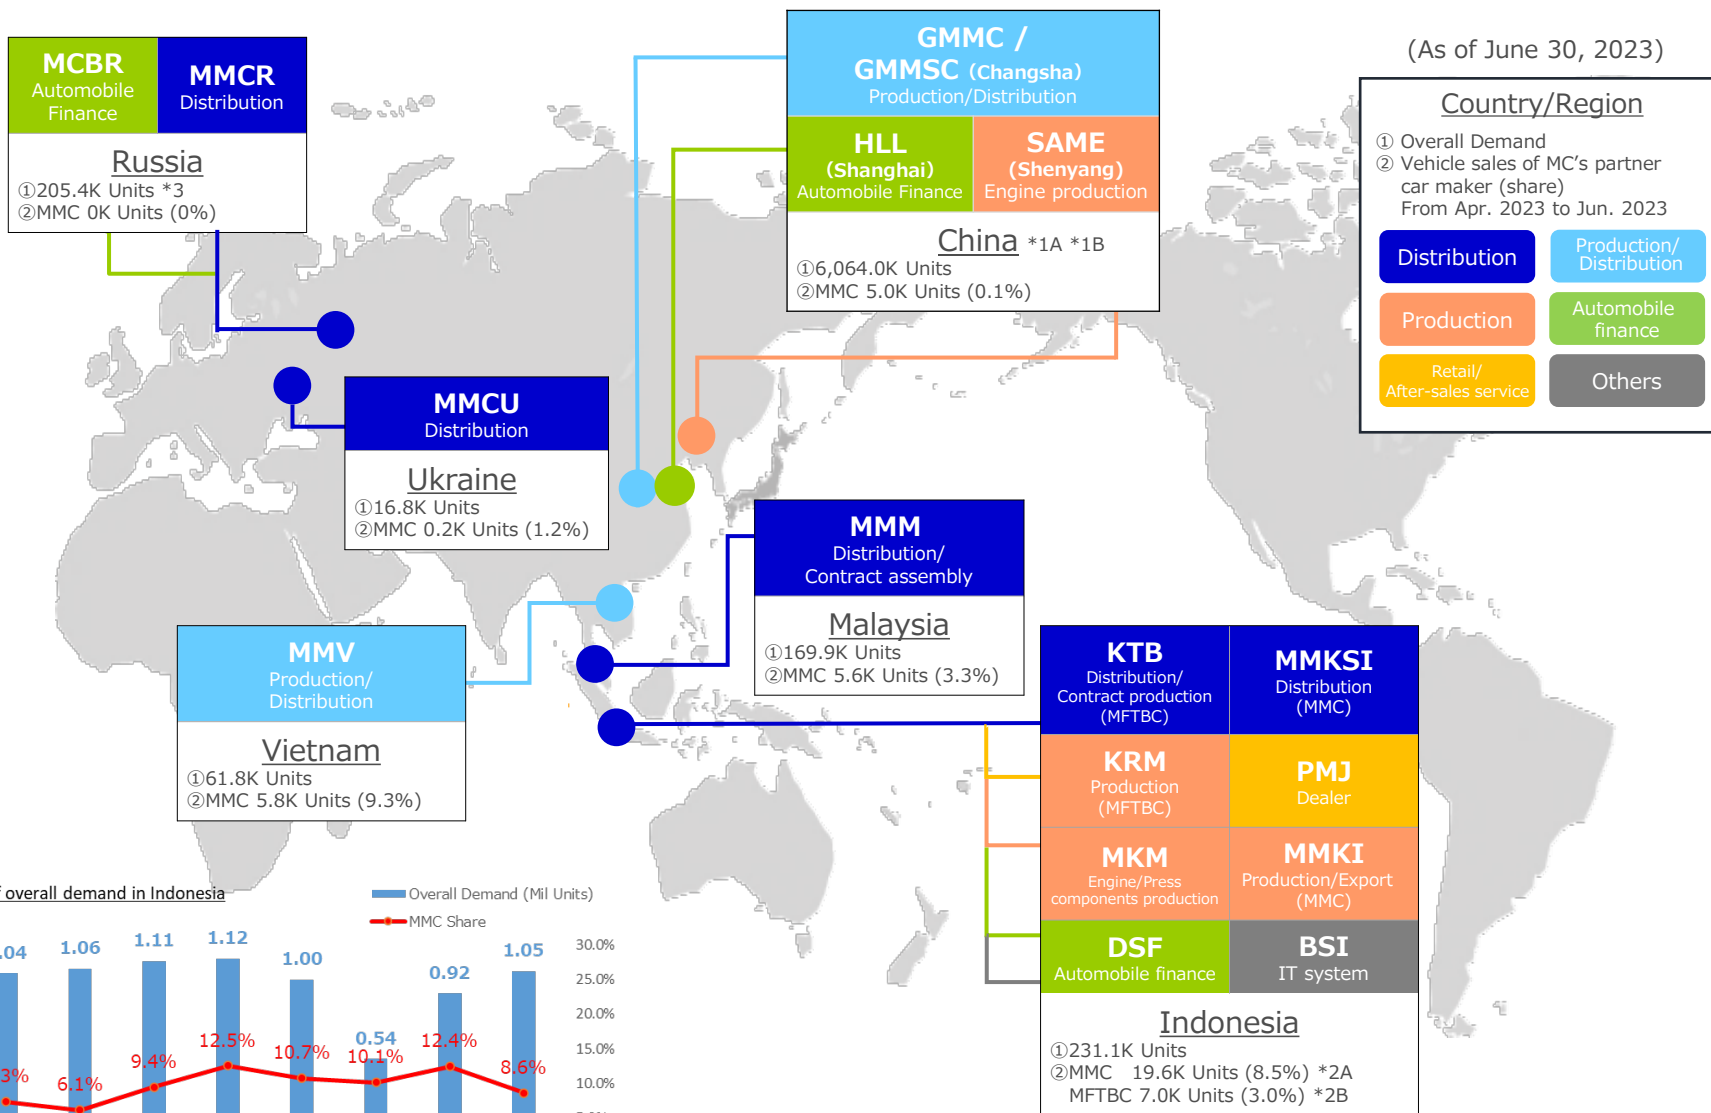 (As of June 30, 2023)
MCBR
Automobile
Finance
MMCR
Distribution
Russia
①205.4K Units *3
②MMC 0K Units (0%)
GMMC /
GMMSC (Changsha)
Production/Distribution
HLL
(Shanghai)
Automobile Finance
SAME
(Shenyang)
Engine production
China *1A *1B
①6,064.0K Units
②MMC 5.0K Units (0.1%)
Country/Region
① Overall Demand
② Vehicle sales of MC's partner
car maker (share)
From Apr. 2023 to Jun. 2023
Distribution
Production/
Distribution
Production
Automobile
finance
Retail/
After-sales service
Others
MMCU
Distribution
Ukraine
①16.8K Units
②MMC 0.2K Units (1.2%)
MMM
Distribution/
Contract assembly
Malaysia
①169.9K Units
②MMC 5.6K Units (3.3%)
MMV
Production/
Distribution
Vietnam
①61.8K Units
②MMC 5.8K Units (9.3%)
KTB
Distribution/
Contract production
(MFTBC)
MMKSI
Distribution
(MMC)
KRM
Production
(MFTBC)
PMJ
Dealer
MKM
Engine/Press
components production
MMKI
Production/Export
(MMC)
DSF
Automobile finance
BSI
IT system
Indonesia
①231.1K Units
②MMC 19.6K Units (8.5%) *2A
MFTBC 7.0K Units (3.0%) *2B
overall demand in Indonesia
Overall Demand (Mil Units)
MMC Share
.04 1.06 1.11 1.12 1.00 0.54 0.92 1.05
3% 6.1% 9.4% 12.5% 10.7% 10.1% 12.4% 8.6%
30.0%
25.0%
20.0%
15.0%
10.0%